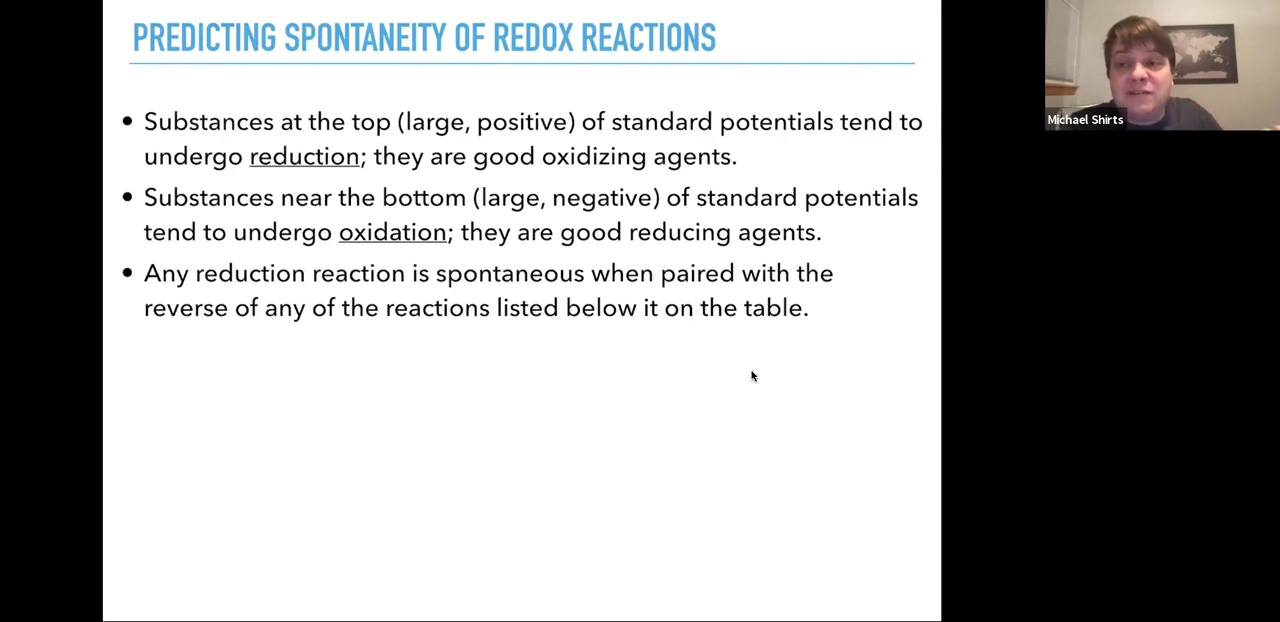 PREDICTING SPONTANEITY OF REDOX REACTIONS
• Substances at the top (large, positive) of standard potentials tend to
undergo reduction; they are good oxidizing agents.
• Substances near the bottom (large, negative) of standard potentials
tend to undergo oxidation; they are good reducing agents.
• Any reduction reaction is spontaneous when paired with the
reverse of any of the reactions listed below it on the table.
Michael Shirts